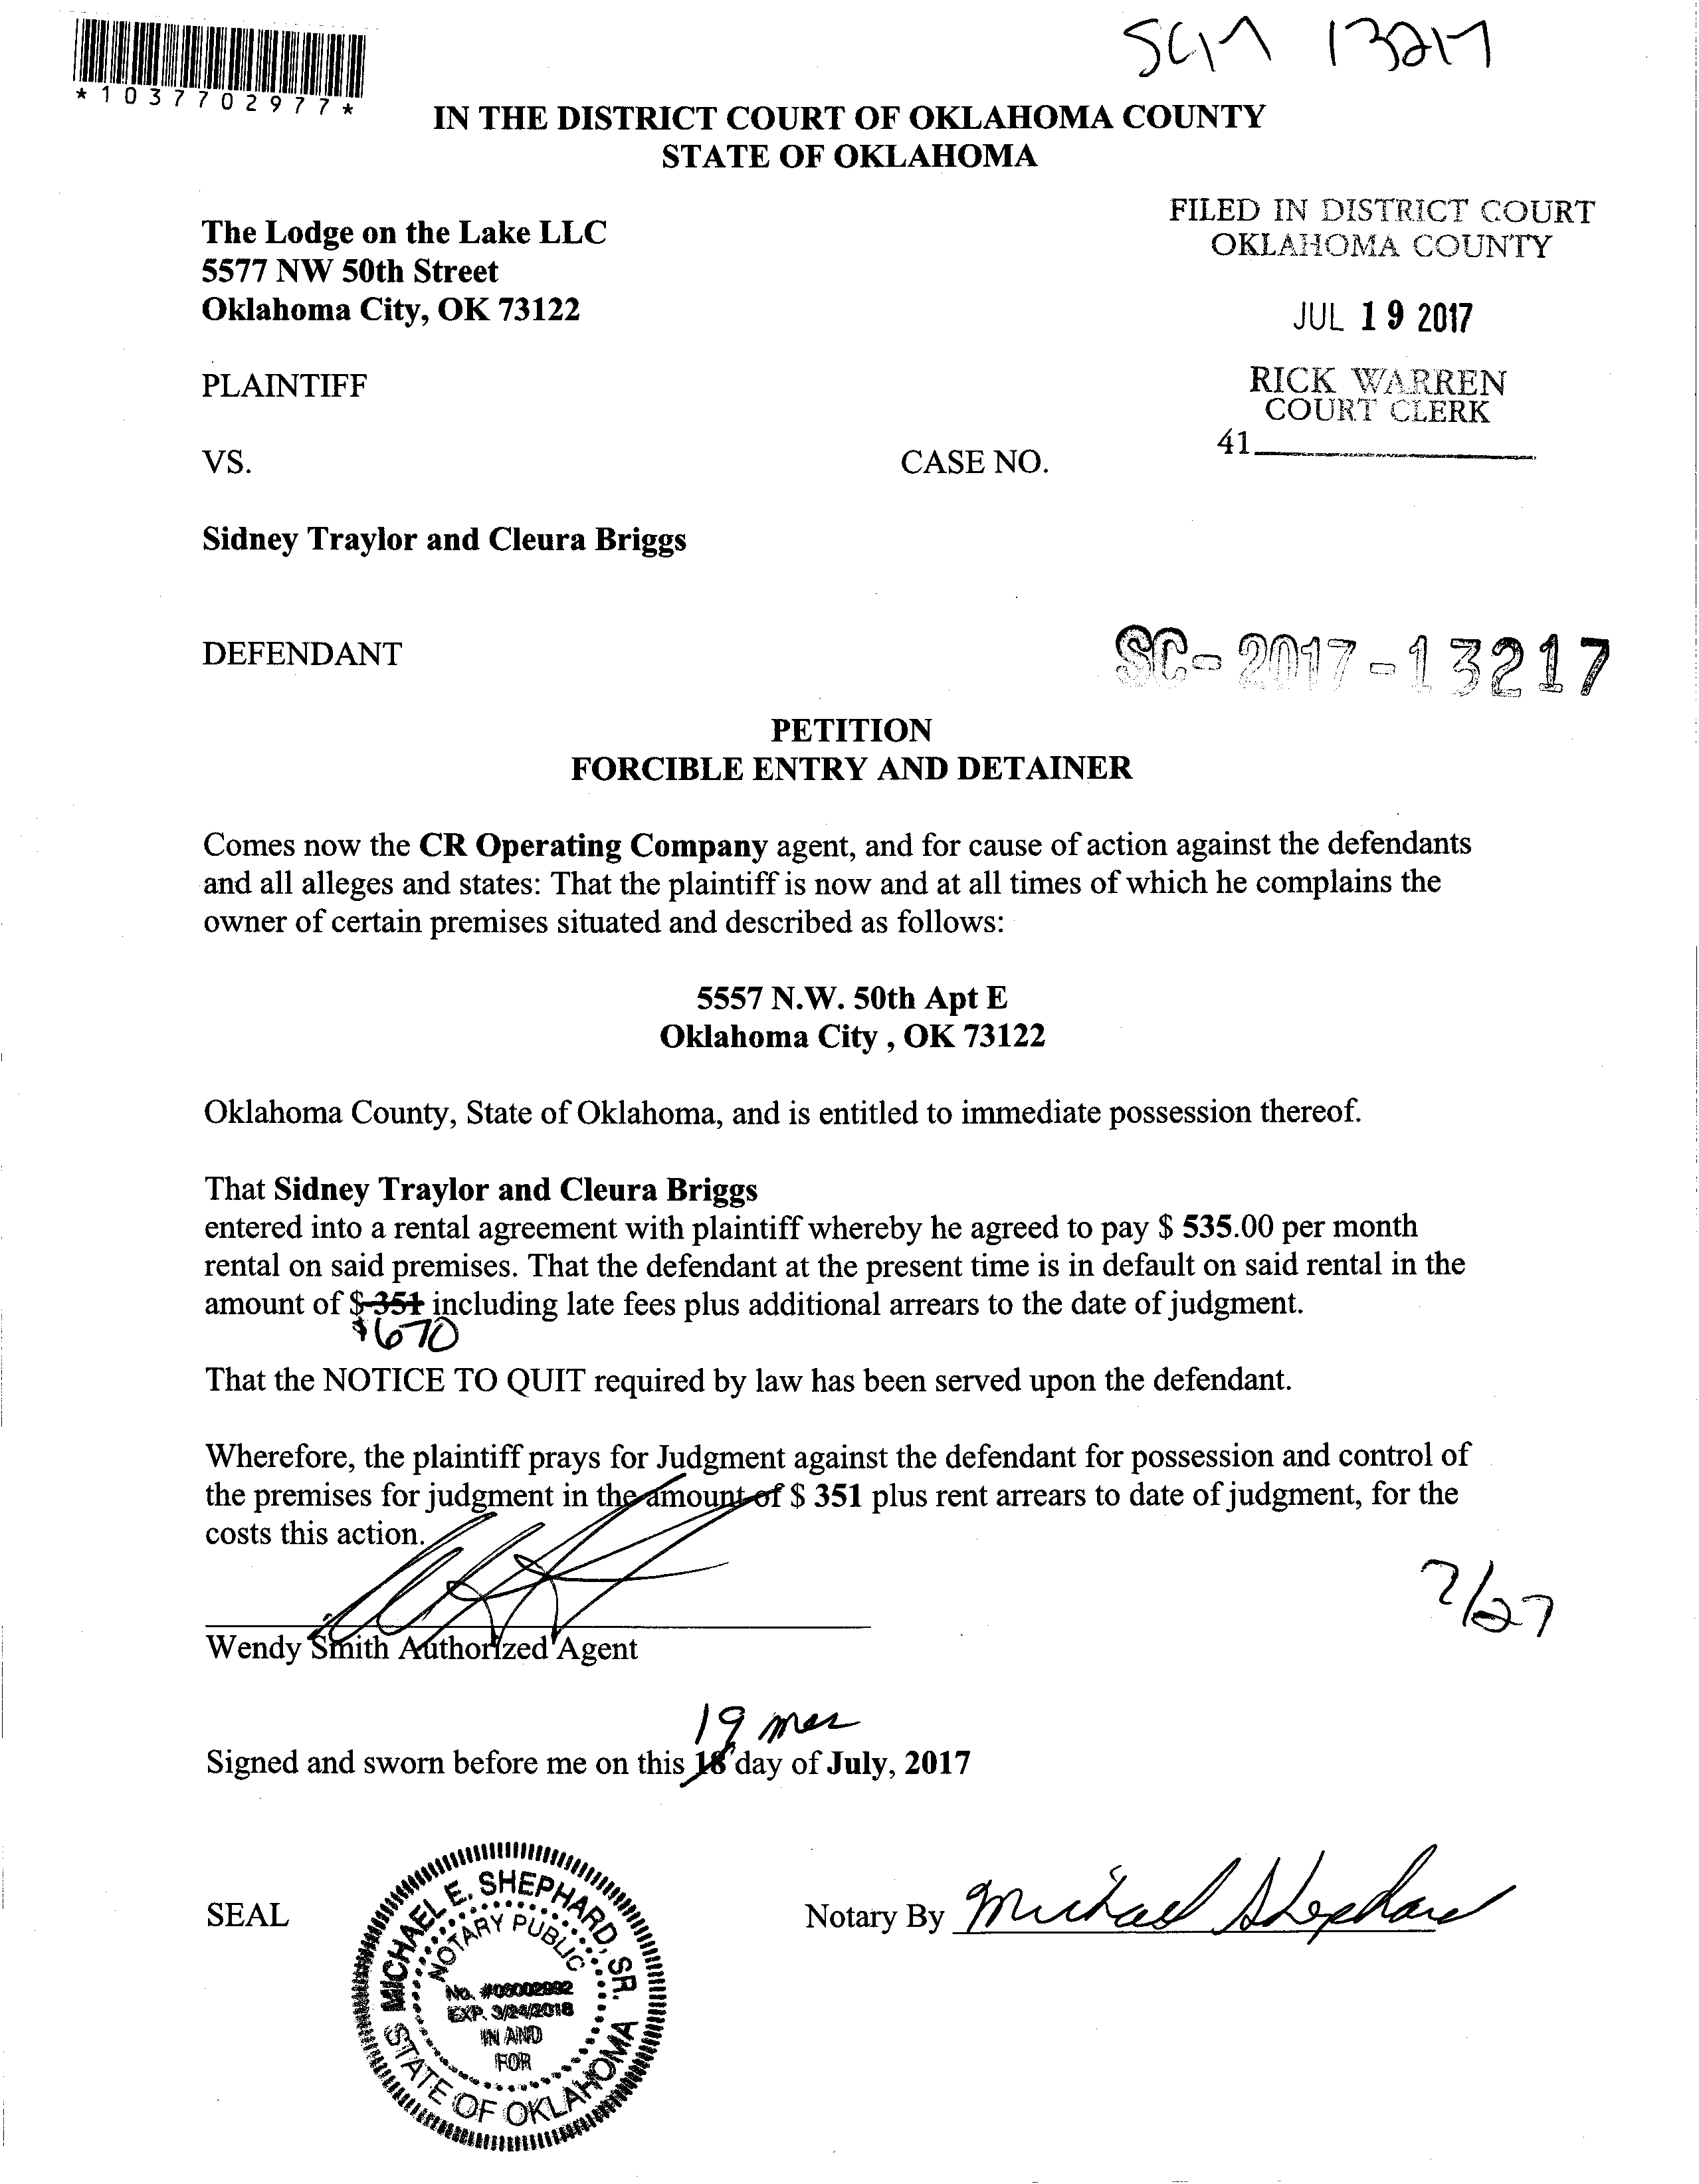 SC17 13217
*1037702977*
IN THE DISTRICT COURT OF OKLAHOMA COUNTY
STATE OF OKLAHOMA
The Lodge on the Lake LLC
5577 NW 50th Street
Oklahoma City, OK 73122
FILED IN DISTRICT COURT
OKLAHOMA COUNTY
JUL 19 2017
RICK WARREN
COURT CLERK
41
PLAINTIFF
VS.
CASE NO.
Sidney Traylor and Cleura Briggs
DEFENDANT
SC-2017-13217
PETITION
FORCIBLE ENTRY AND DETAINER
Comes now the CR Operating Company agent, and for cause of action against the defendants
and all alleges and states: That the plaintiff is now and at all times of which he complains the
owner of certain premises situated and described as follows:
5557 N.W. 50th Apt E
Oklahoma City , OK 73122
Oklahoma County, State of Oklahoma, and is entitled to immediate possession thereof.
That Sidney Traylor and Cleura Briggs
entered into a rental agreement with plaintiff whereby he agreed to pay $ 535.00 per month
rental on said premises. That the defendant at the present time is in default on said rental in the
amount of $ 351 including late fees plus additional arrears to the date of judgment.
$670
That the NOTICE TO QUIT required by law has been served upon the defendant.
Wherefore, the plaintiff prays for Judgment against the defendant for possession and control of
the premises for judgment in the amount of $ 351 plus rent arrears to date of judgment, for the
costs this action.
7/27
Wendy Smith Authorized Agent
19 mes
Signed and sworn before me on this 18 day of July, 2017
SEAL
MICHAEL E. SHEPHARD, SR.
NOTARY PUBLIC
No. #06002992
EXP. 3/24/2018
IN AND
FOR
STATE OF OKLAHOMA
Notary By Michael Shephard